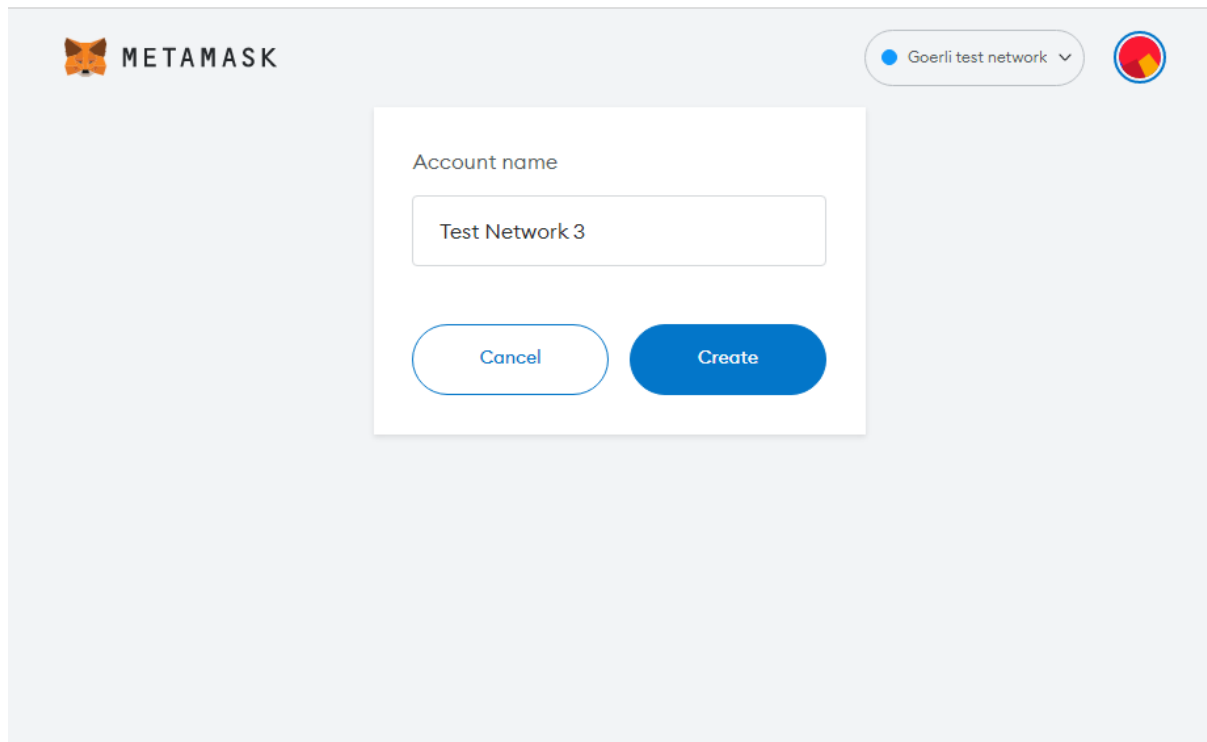 METAMASK
Goerli test network
Account name
Test Network 3
Cancel
Create